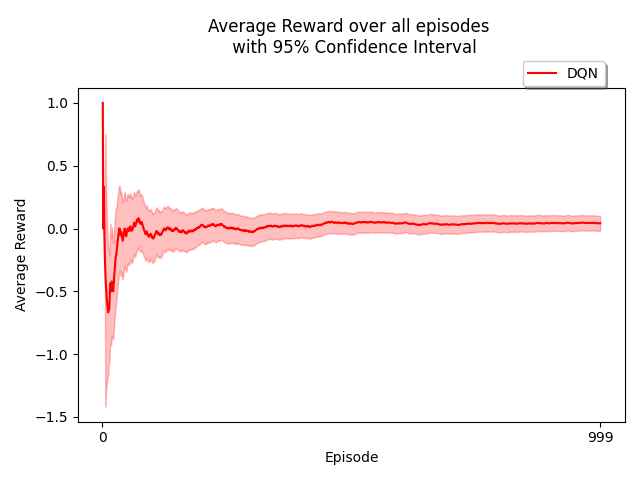 Average Reward over all episodes
with 95% Confidence Interval
DQN
1.0
0.5
0.0
−0.5
−1.0
−1.5
Average Reward
0
999
Episode